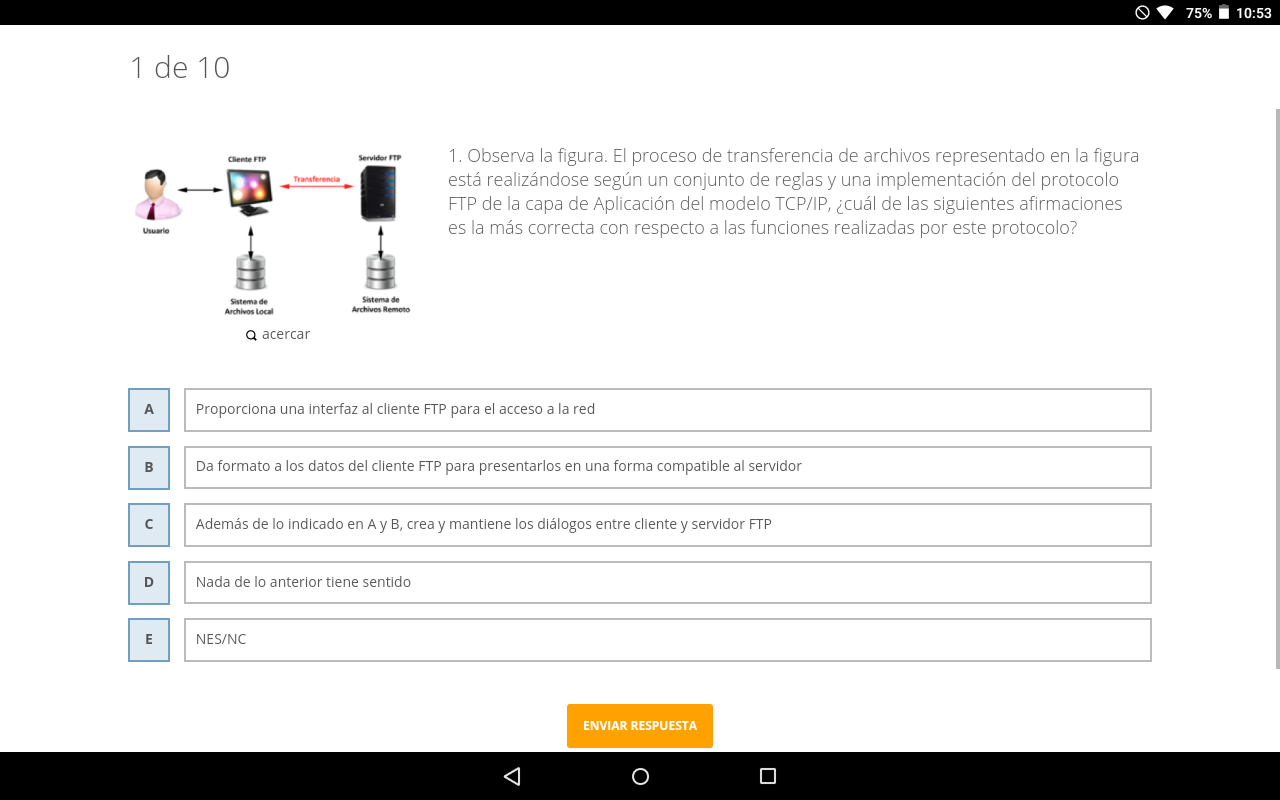 75% 10:53
1 de 10
Cliente FTP
Servidor FTP
Transferencia
Usuario
Sistema de
Archivos Local
Sistema de
Archivos Remoto
acercar
1. Observa la figura. El proceso de transferencia de archivos representado en la figura
está realizándose según un conjunto de reglas y una implementación del protocolo
FTP de la capa de Aplicación del modelo TCP/IP, ¿cuál de las siguientes afirmaciones
es la más correcta con respecto a las funciones realizadas por este protocolo?
A Proporciona una interfaz al cliente FTP para el acceso a la red
B Da formato a los datos del cliente FTP para presentarlos en una forma compatible al servidor
C Además de lo indicado en A y B, crea y mantiene los diálogos entre cliente y servidor FTP
D Nada de lo anterior tiene sentido
E NES/NC
ENVIAR RESPUESTA